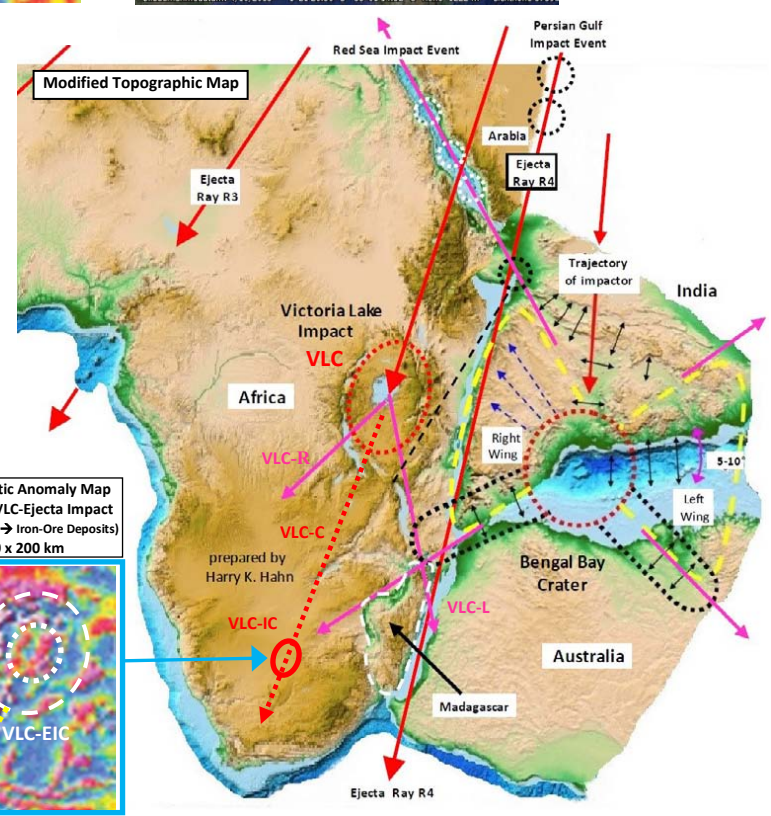 Persian Gulf
Impact Event
Red Sea Impact Event
Modified Topographic Map
Arabia
Ejecta
Ray R4
Ejecta
Ray R3
Trajectory
of impactor
India
Victoria Lake
Impact
VLC
Africa
Right
Wing
VLC-R
5-10°
Left
Wing
tic Anomaly Map
VLC-Ejecta Impact
→ Iron-Ore Deposits)
x 200 km
VLC-C
prepared by
Harry K. Hahn
Bengal Bay
Crater
VLC-IC
VLC-L
Australia
Madagascar
VLC-EIC
Ejecta Ray R4